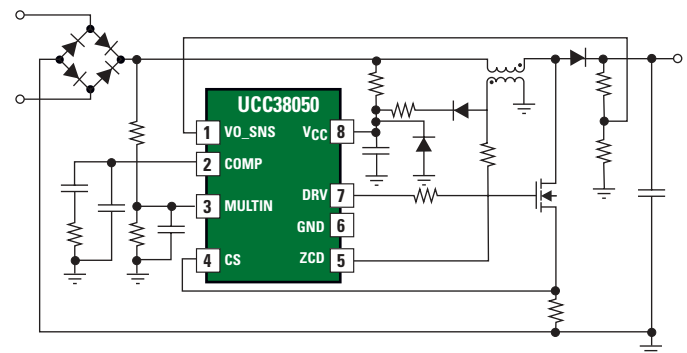 UCC38050
1 VO_SNS VCC 8
2 COMP
DRV 7
3 MULTIN
GND 6
4 CS ZCD 5